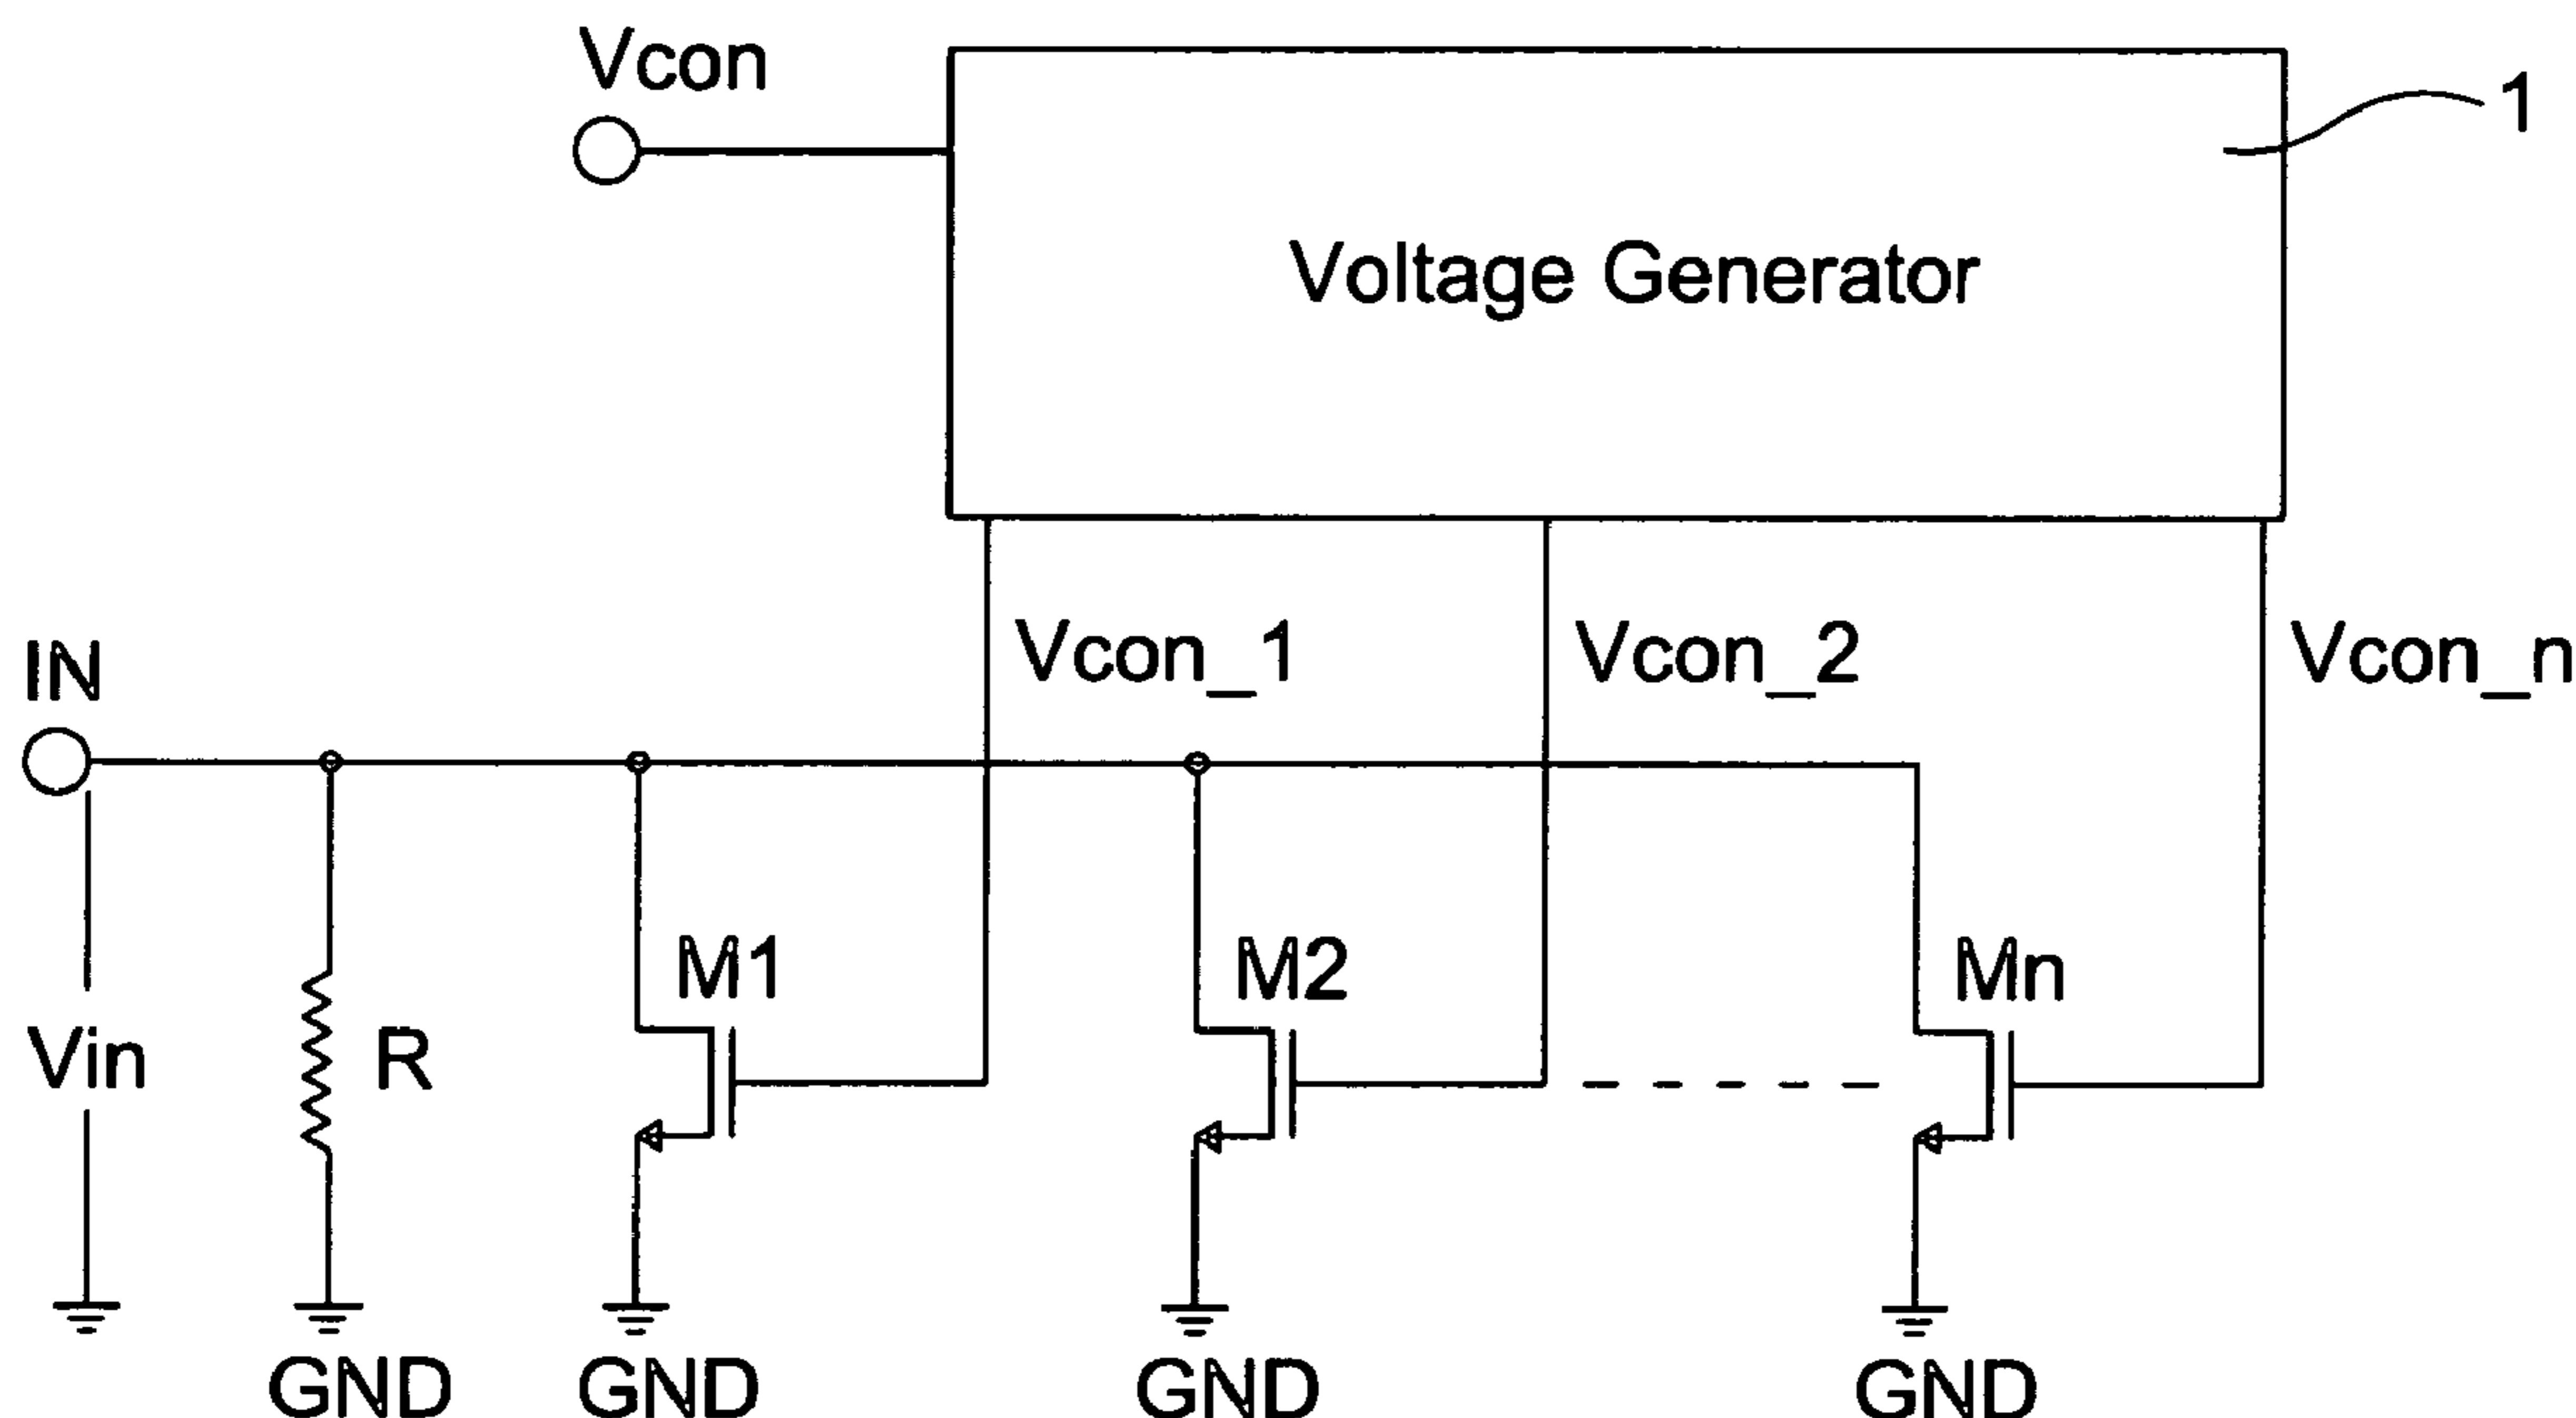 Vcon
1
Voltage Generator
Vcon_1
Vcon_2
Vcon_n
IN
M1
M2
Mn
Vin
R
GND
GND
GND
GND